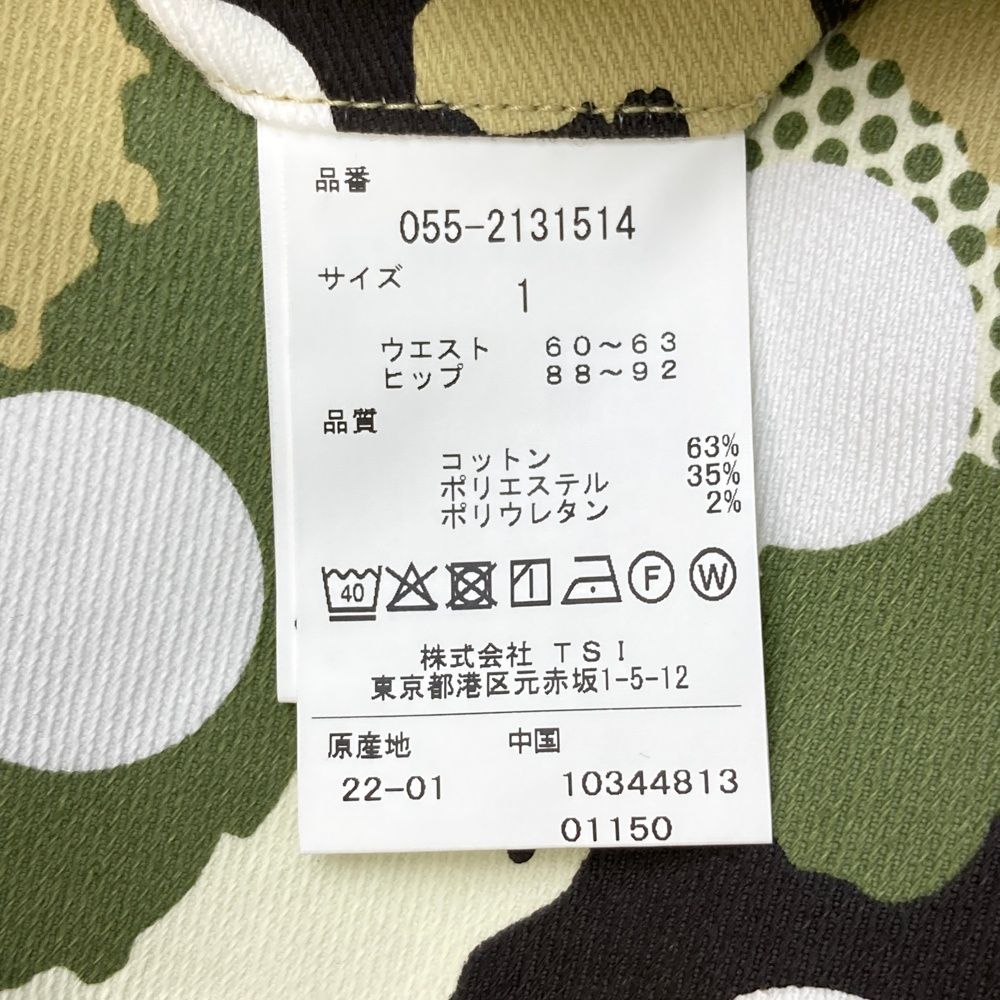 品番
055-2131514
サイズ
1
ウエスト 60～63
ヒップ 88～92
品質
コットン 63%
ポリエステル 35%
ポリウレタン 2%
40 F W
株式会社 TSI
東京都港区元赤坂1-5-12
原産地 中国
22-01 10344813
01150